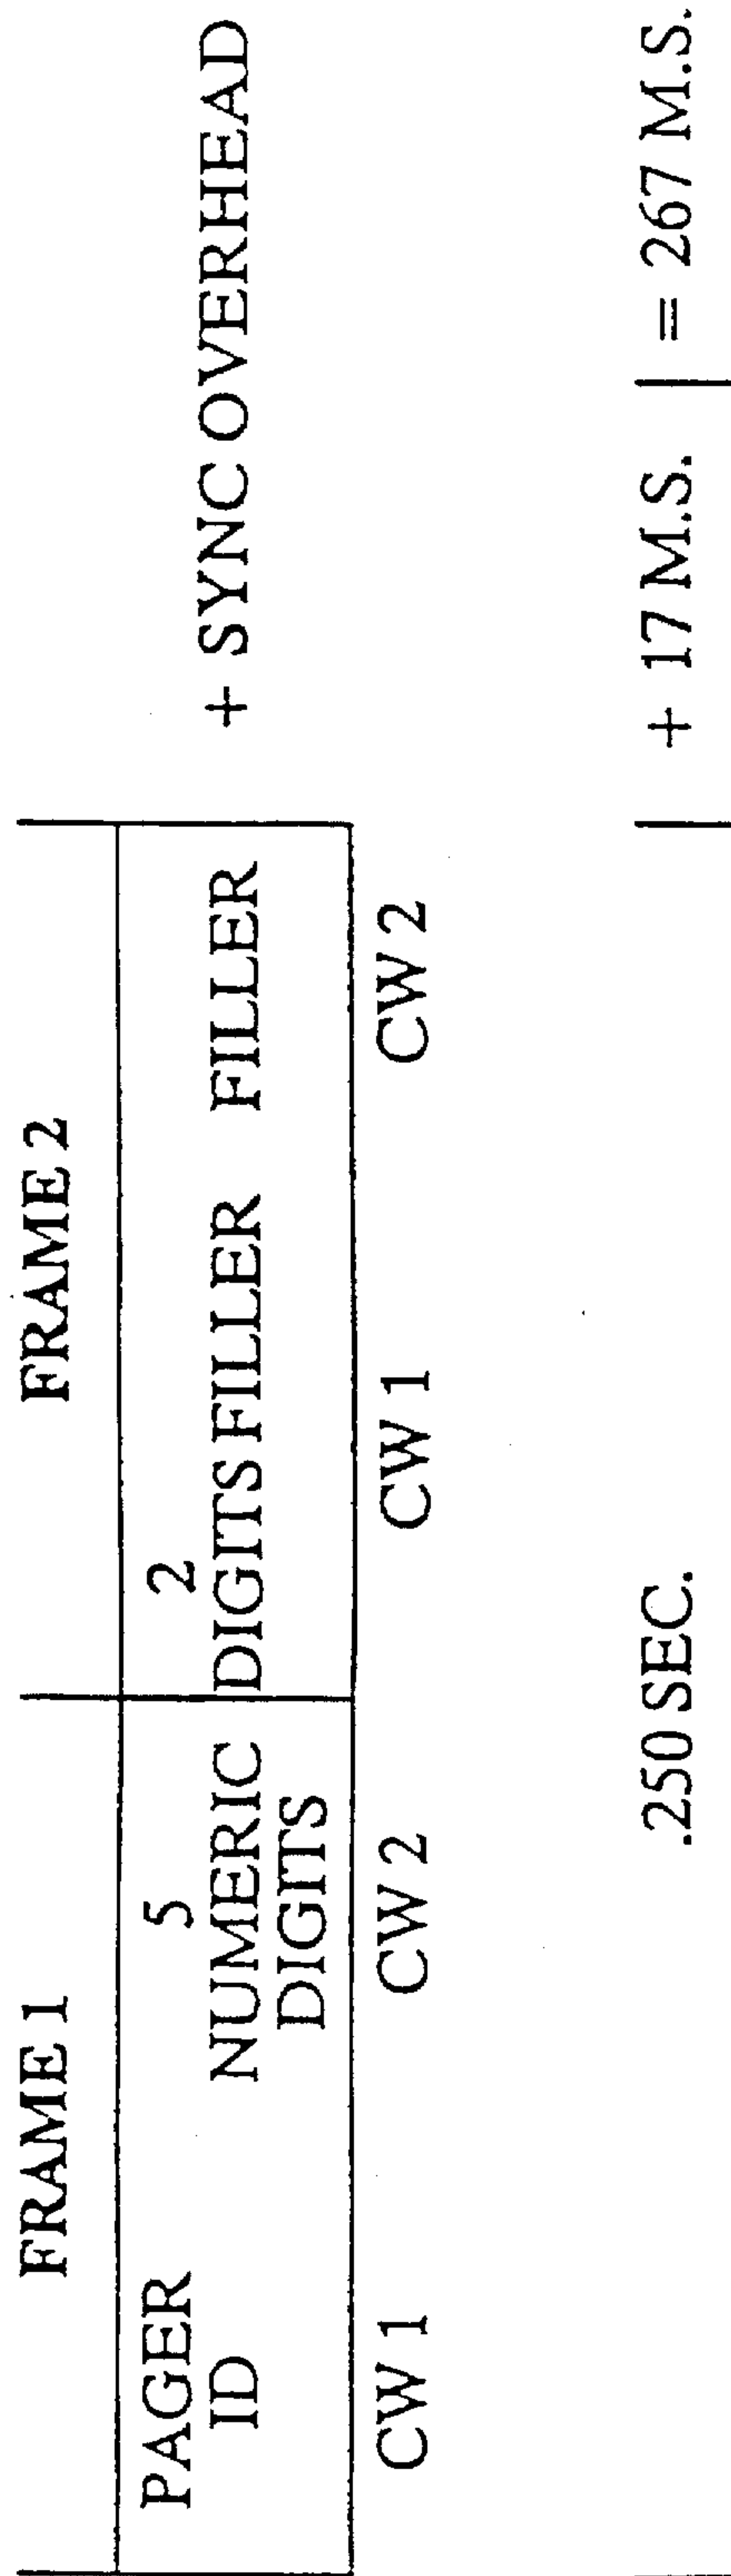 FRAME 1 FRAME 2
PAGER ID 5 NUMERIC DIGITS 2 DIGITS FILLER FILLER + SYNC OVERHEAD
CW 1 CW 2 CW 1 CW 2
.250 SEC. + 17 M.S. = 267 M.S.